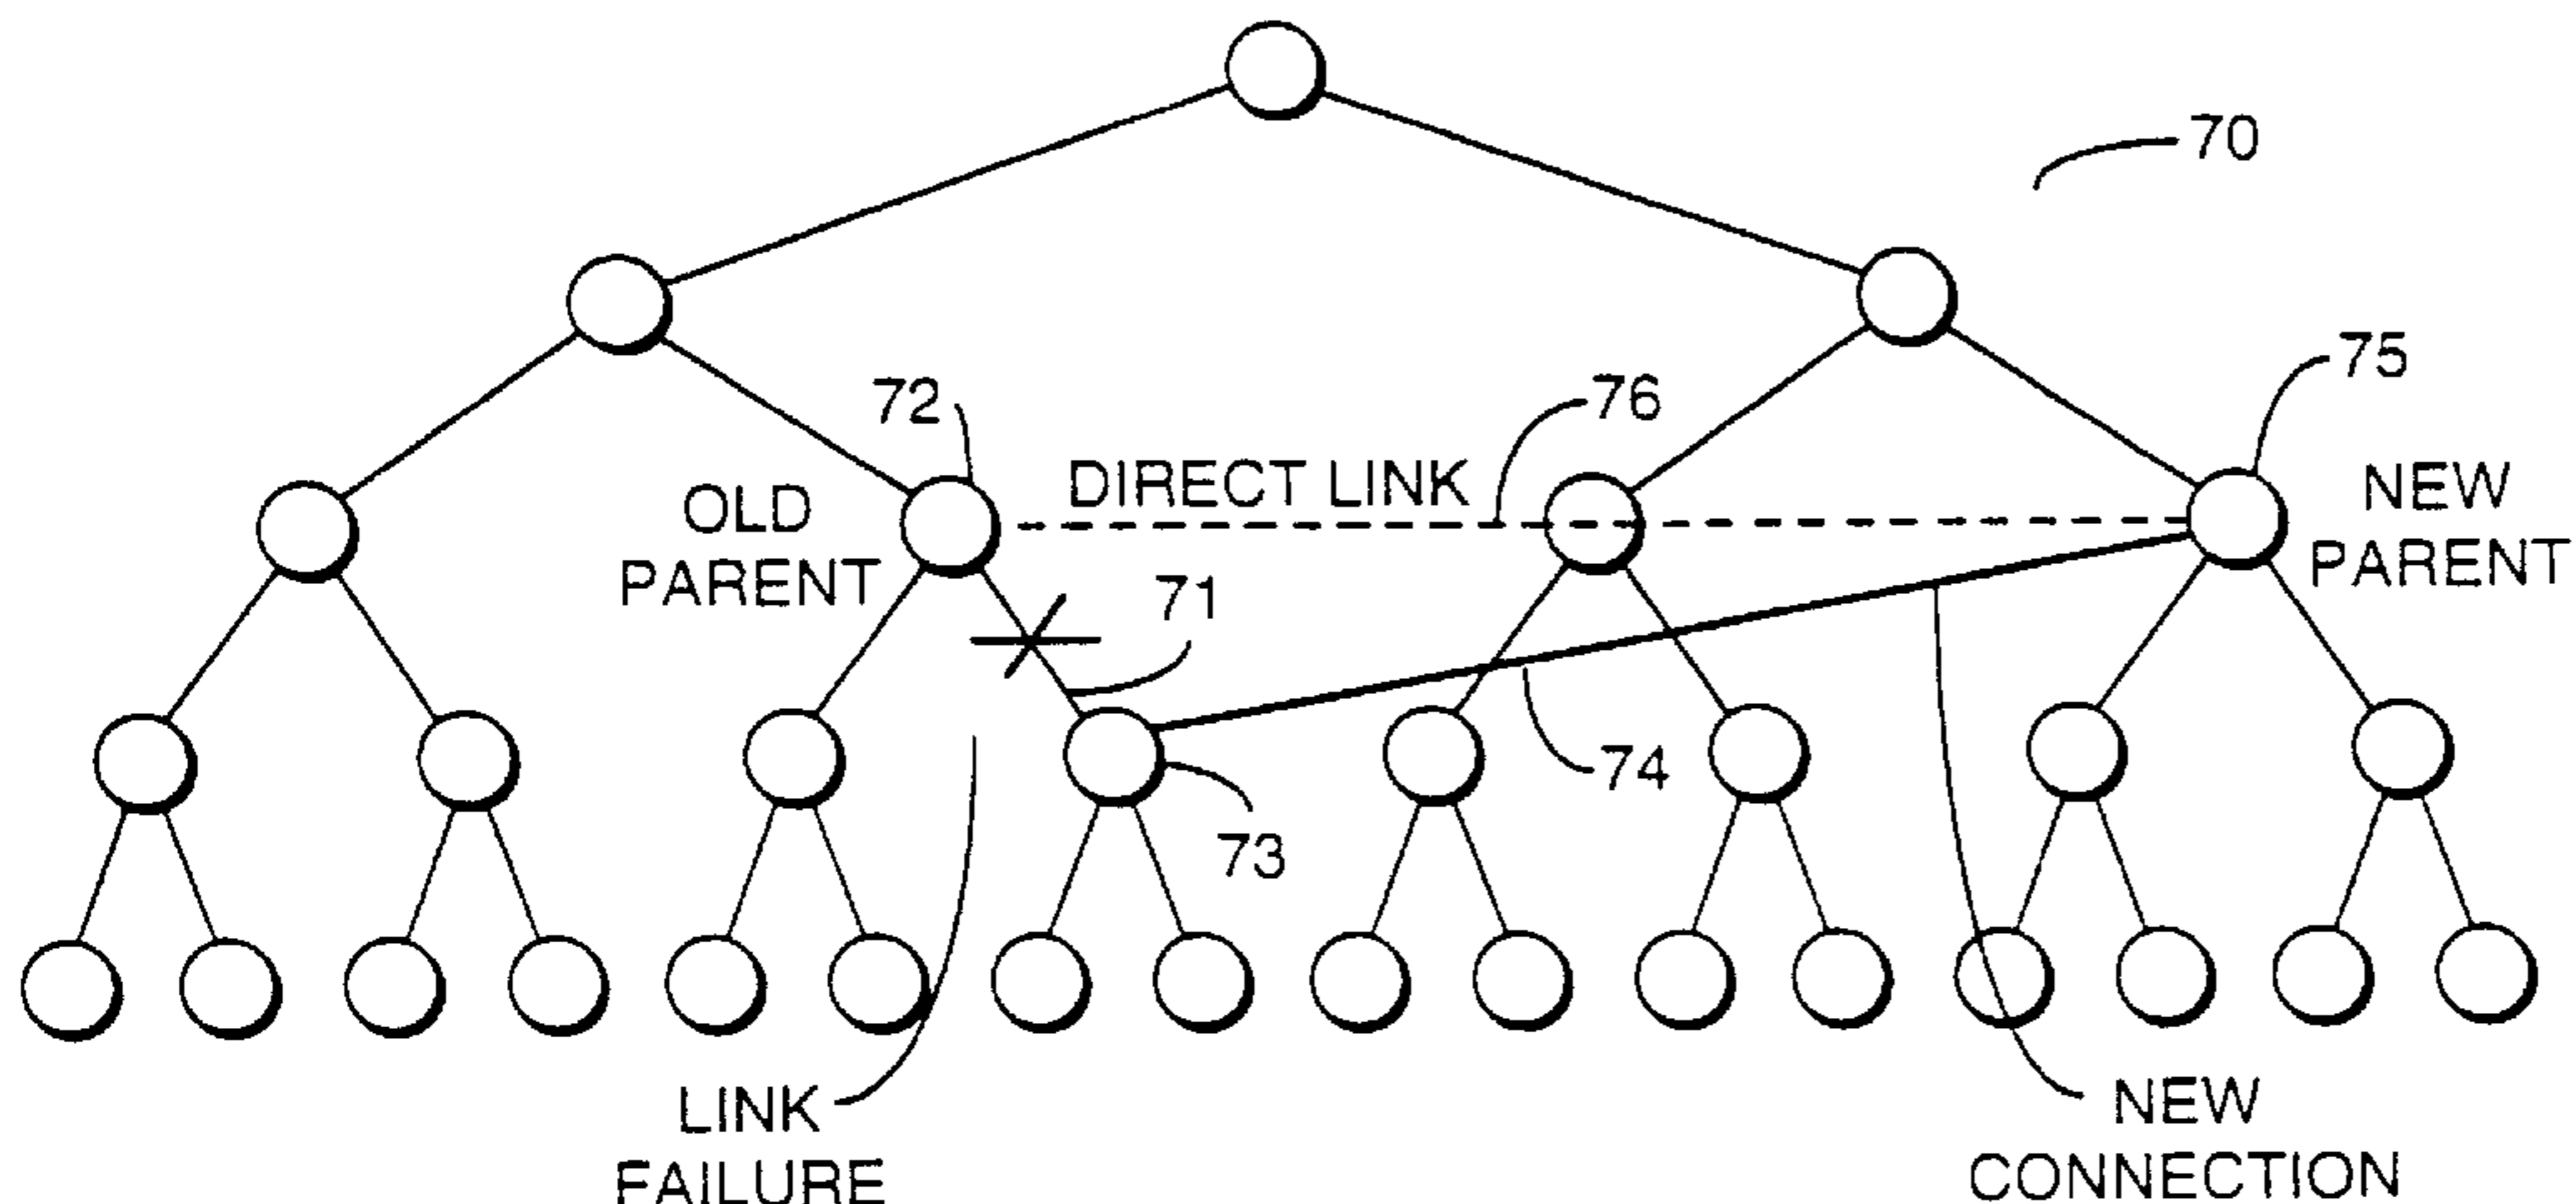 70
75
72
76
DIRECT LINK
OLD
PARENT
NEW
PARENT
71
74
73
LINK
FAILURE
NEW
CONNECTION